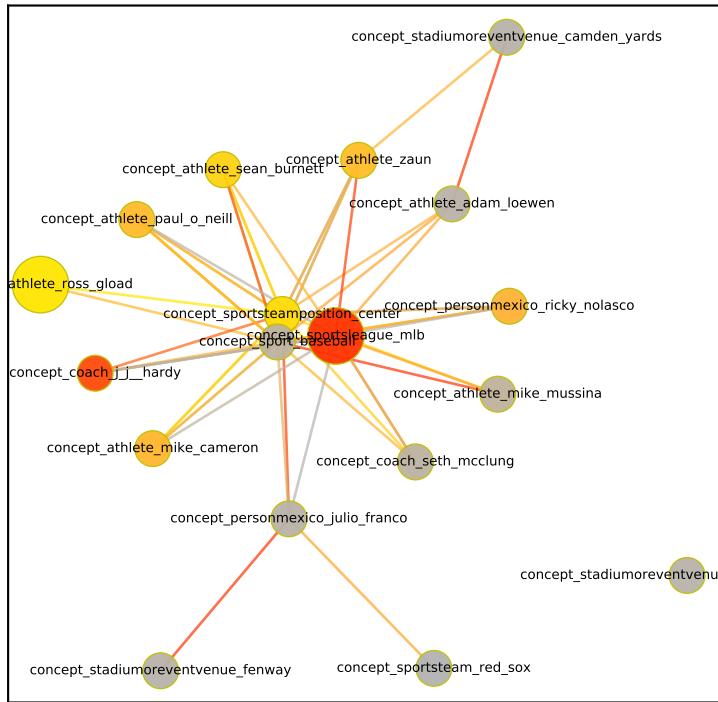 concept_stadiumoreventvenue_camden_yards
concept_athlete_zaun
concept_athlete_sean_burnett
concept_athlete_adam_loewen
concept_athlete_paul_o_neill
athlete_ross_gload
concept_personmexico_ricky_nolasco
concept_sportsteamposition_center
concept_sportsleague_mlb
concept_sport_baseball
concept_coach_j_j__hardy
concept_athlete_mike_mussina
concept_athlete_mike_cameron
concept_coach_seth_mcclung
concept_personmexico_julio_franco
concept_stadiumoreventvenu
concept_stadiumoreventvenue_fenway
concept_sportsteam_red_sox